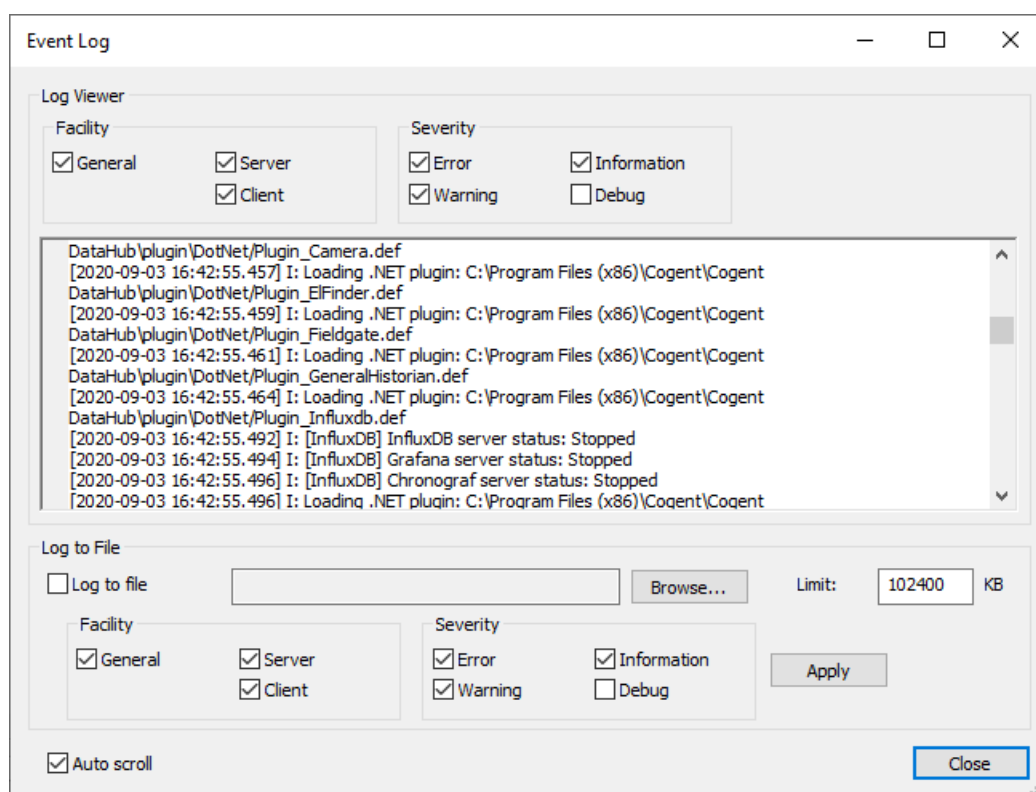 Event Log
Log Viewer
Facility
Severity
General
Server
Error
Information
Client
Warning
Debug
DataHub\plugin\DotNet/Plugin_Camera.def
[2020-09-03 16:42:55.457] I: Loading .NET plugin: C:\Program Files (x86)\Cogent\Cogent
DataHub\plugin\DotNet/Plugin_ElFinder.def
[2020-09-03 16:42:55.459] I: Loading .NET plugin: C:\Program Files (x86)\Cogent\Cogent
DataHub\plugin\DotNet/Plugin_Fieldgate.def
[2020-09-03 16:42:55.461] I: Loading .NET plugin: C:\Program Files (x86)\Cogent\Cogent
DataHub\plugin\DotNet/Plugin_GeneralHistorian.def
[2020-09-03 16:42:55.464] I: Loading .NET plugin: C:\Program Files (x86)\Cogent\Cogent
DataHub\plugin\DotNet/Plugin_Influxdb.def
[2020-09-03 16:42:55.492] I: [InfluxDB] InfluxDB server status: Stopped
[2020-09-03 16:42:55.494] I: [InfluxDB] Grafana server status: Stopped
[2020-09-03 16:42:55.496] I: [InfluxDB] Chronograf server status: Stopped
[2020-09-03 16:42:55.496] I: Loading .NET plugin: C:\Program Files (x86)\Cogent\Cogent
Log to File
Log to file
Browse...
Limit:
102400
KB
Facility
Severity
General
Server
Error
Information
Client
Warning
Debug
Apply
Auto scroll
Close